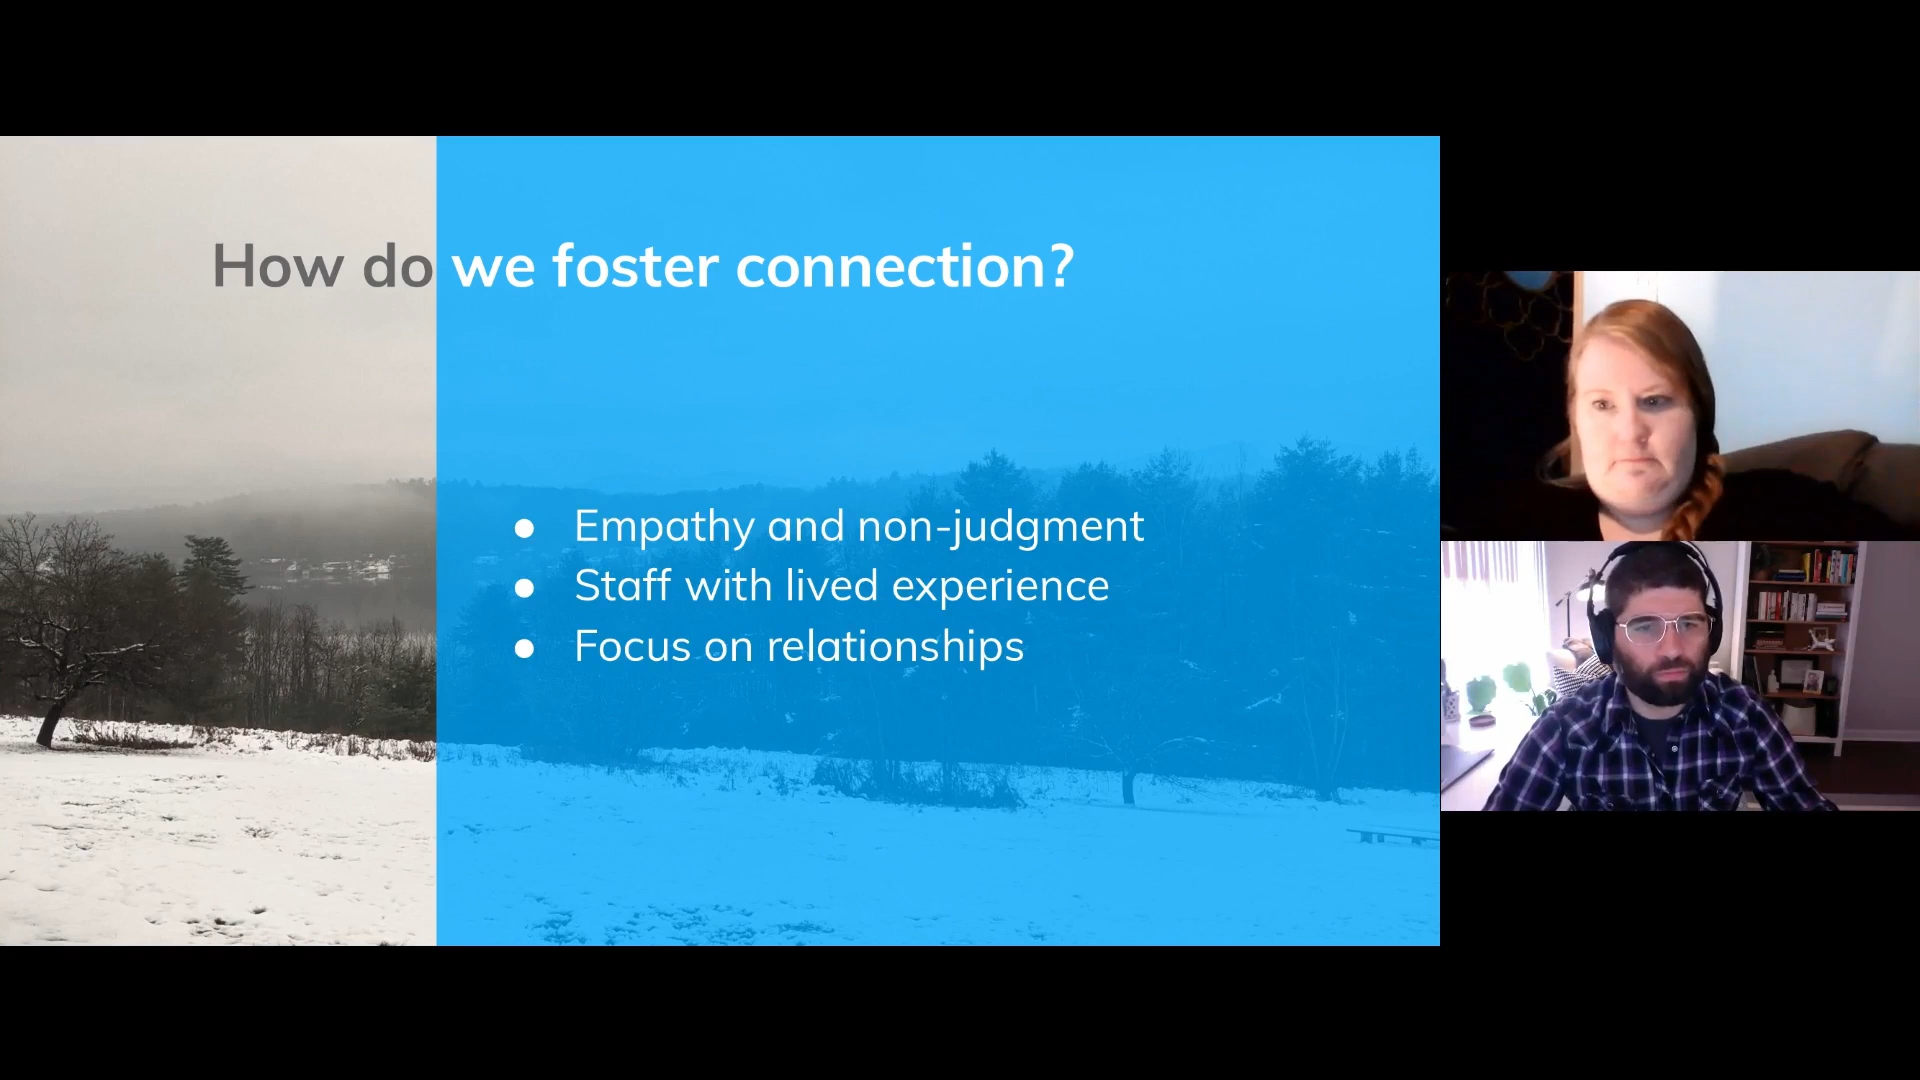 How do we foster connection?
● Empathy and non-judgment
● Staff with lived experience
● Focus on relationships